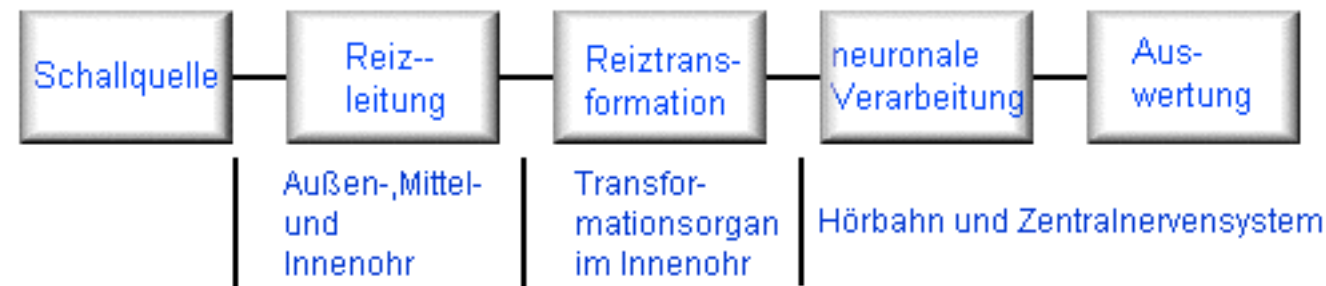 Schallquelle
Reiz--
leitung
Reiztrans-
formation
neuronale
Verarbeitung
Aus-
wertung
Außen-,Mittel-
und
Innenohr
Transfor-
mationsorgan
im Innenohr
Hörbahn und Zentralnervensystem